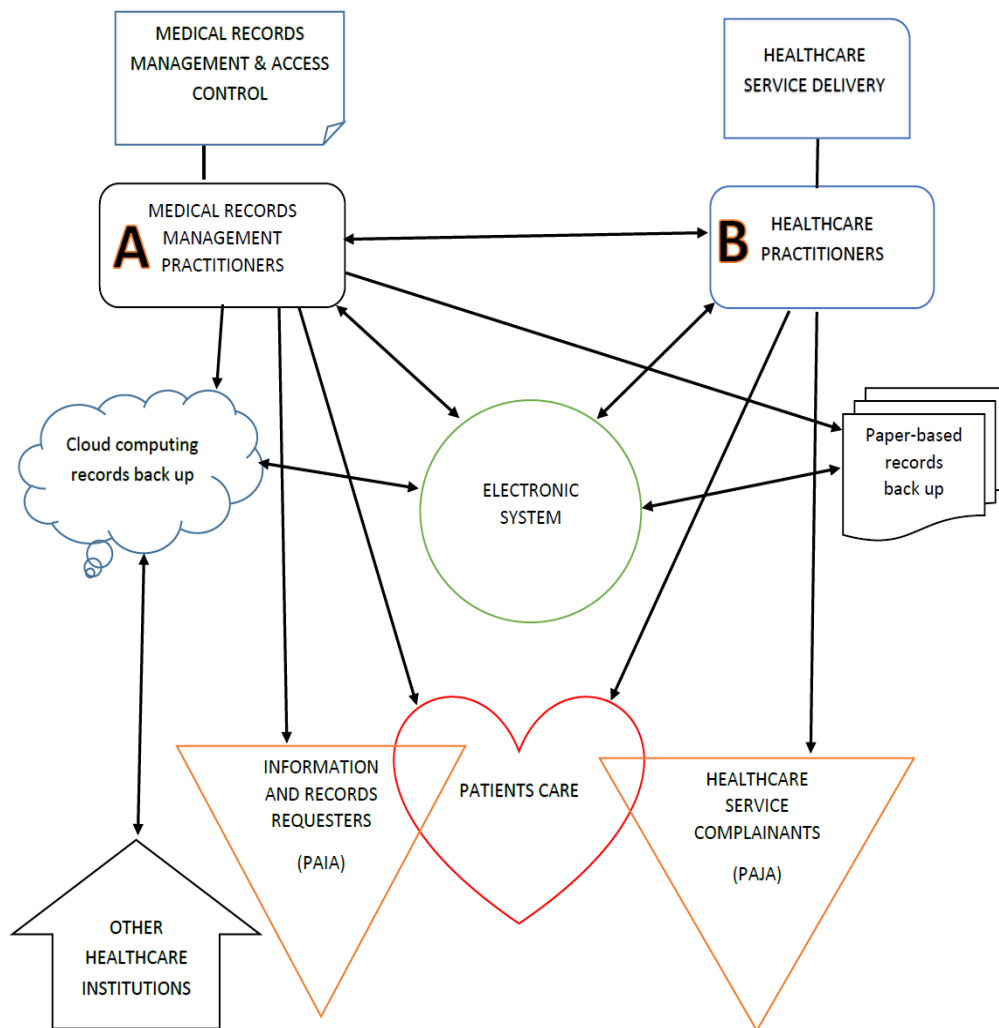 MEDICAL RECORDS
MANAGEMENT & ACCESS
CONTROL
HEALTHCARE
SERVICE DELIVERY
A
MEDICAL RECORDS
MANAGEMENT
PRACTITIONERS
B
HEALTHCARE
PRACTITIONERS
Cloud computing
records back up
ELECTRONIC
SYSTEM
Paper-based
records
back up
INFORMATION
AND RECORDS
REQUESTERS
(PAIA)
PATIENTS CARE
HEALTHCARE
SERVICE
COMPLAINANTS
(PAJA)
OTHER
HEALTHCARE
INSTITUTIONS